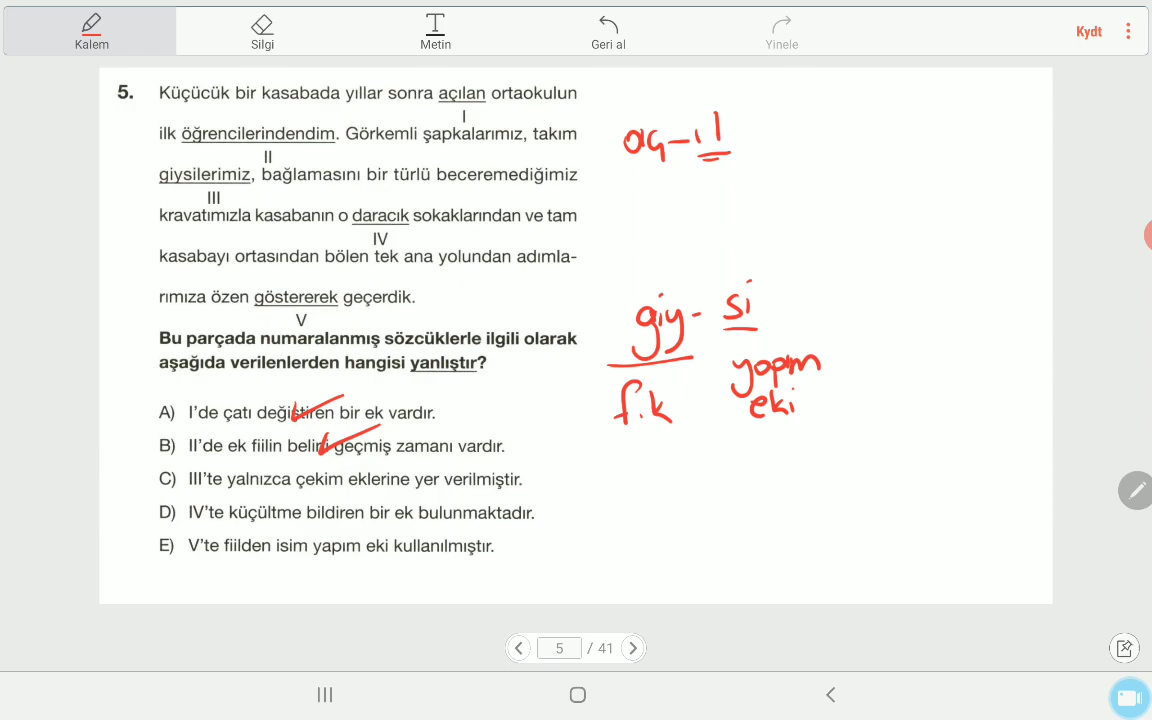 Kalem
Silgi
Metin
Geri al
Yinele
Kydt
5. Küçücük bir kasabada yıllar sonra açılan ortaokulun
I
ilk öğrencilerindendim. Görkemli şapkalarımız, takım
II
giysilerimiz, bağlamasını bir türlü beceremediğimiz
III
kravatımızla kasabanın o daracık sokaklarından ve tam
IV
kasabayı ortasından bölen tek ana yolundan adımla-
rımıza özen göstererek geçerdik.
V
Bu parçada numaralanmış sözcüklerle ilgili olarak
aşağıda verilenlerden hangisi yanlıştır?
A) I'de çatı değiştiren bir ek vardır.
B) II'de ek fiilin belirli geçmiş zamanı vardır.
C) III'te yalnızca çekim eklerine yer verilmiştir.
D) IV'te küçültme bildiren bir ek bulunmaktadır.
E) V'te fiilden isim yapım eki kullanılmıştır.
aç-ıl
giy- si
f.k
yapım
eki
5 / 41